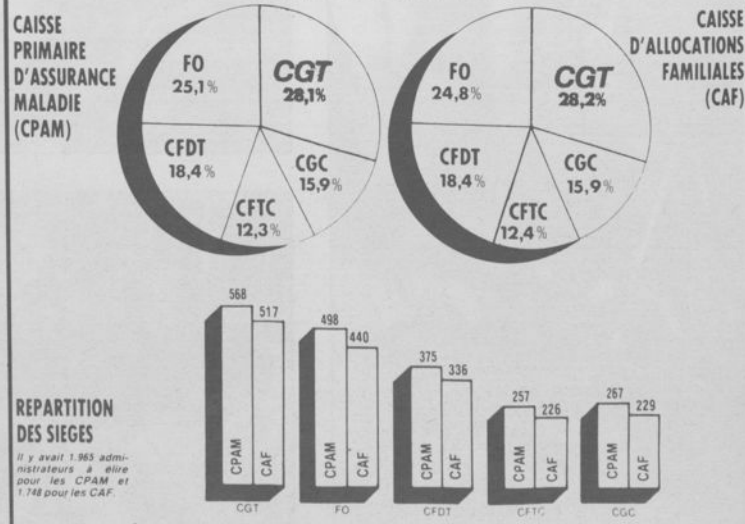 CAISSE
PRIMAIRE
D'ASSURANCE
MALADIE
(CPAM)
FO
25,1%
CGT
28,1%
CFDT
18,4%
CGC
15,9%
CFTC
12,3%
CAISSE
D'ALLOCATIONS
FAMILIALES
(CAF)
FO
24,8%
CGT
28,2%
CFDT
18,4%
CGC
15,9%
CFTC
12,4%
REPARTITION
DES SIEGES
Il y avait 1.965 admi-
nistrateurs à élire
pour les CPAM et
1.748 pour les CAF.
568
517
CPAM
CAF
CGT
498
440
CPAM
CAF
FO
375
336
CPAM
CAF
CFDT
257
226
CPAM
CAF
CFTC
267
229
CPAM
CAF
CGC